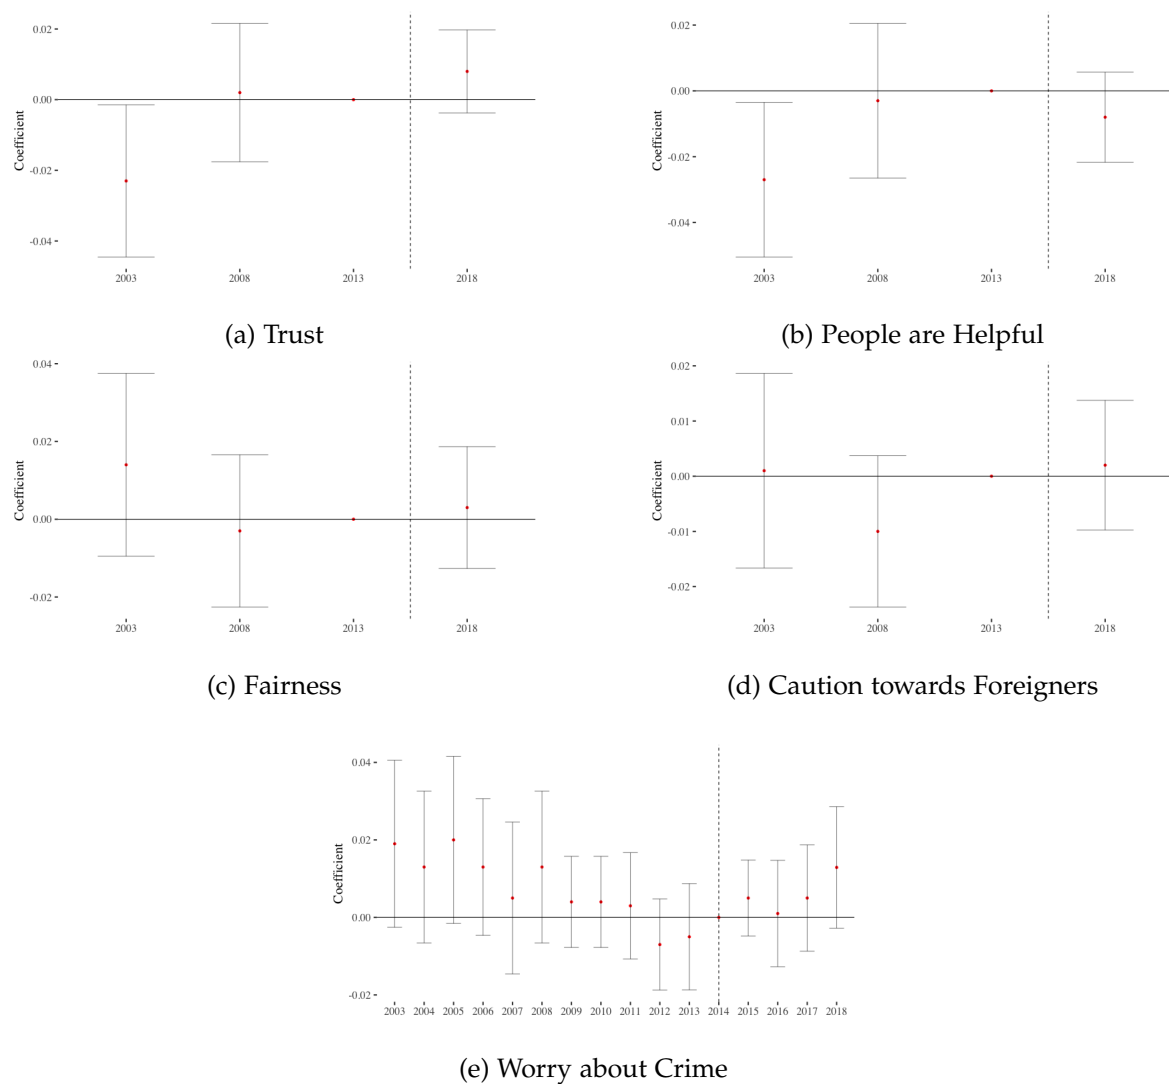 0.02
0.00
-0.02
-0.04
Coefficient
2003 2008 2013 2018
(a) Trust
0.02
0.00
-0.02
-0.04
Coefficient
2003 2008 2013 2018
(b) People are Helpful
0.04
0.02
0.00
-0.02
Coefficient
2003 2008 2013 2018
(c) Fairness
0.02
0.01
0.00
-0.01
-0.02
Coefficient
2003 2008 2013 2018
(d) Caution towards Foreigners
0.04
0.02
0.00
-0.02
Coefficient
2003 2004 2005 2006 2007 2008 2009 2010 2011 2012 2013 2014 2015 2016 2017 2018
(e) Worry about Crime